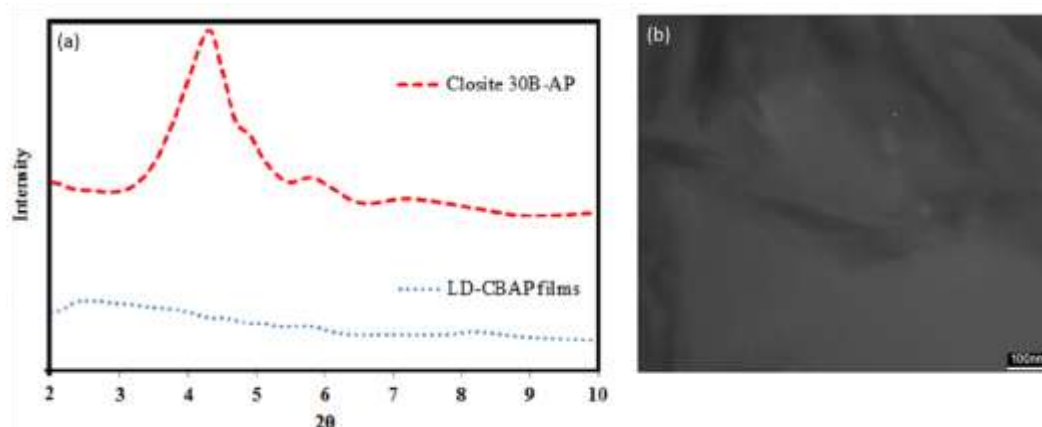 (a)
Closite 30B-AP
LD-CBAP films
Intensity
2 3 4 5 6 7 8 9 10
2θ
(b)
100nm